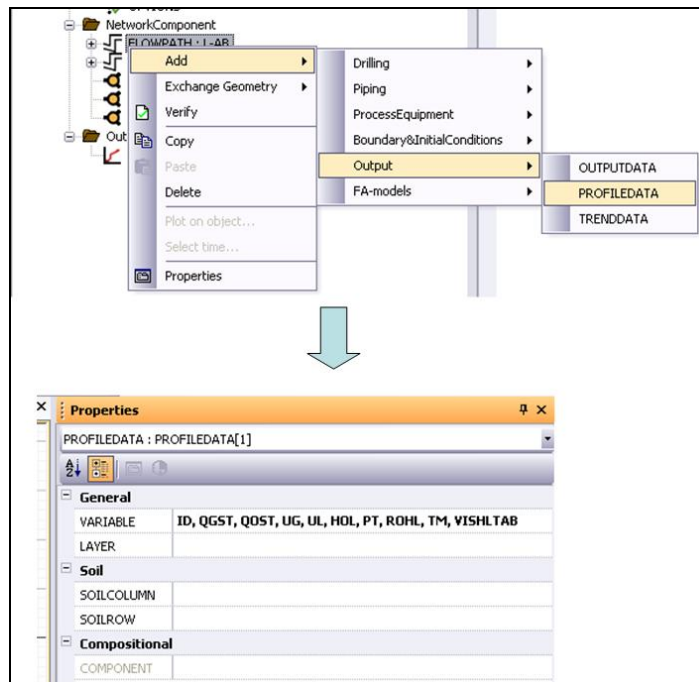 OPTIONS
NetworkComponent
FLOWPATH : L-AB
Add
Exchange Geometry
Verify
Out
Copy
Paste
Delete
Plot on object...
Select time...
Properties
Drilling
Piping
ProcessEquipment
Boundary&InitialConditions
Output
FA-models
OUTPUTDATA
PROFILEDATA
TRENDDATA
Properties
PROFILEDATA : PROFILEDATA[1]
General
VARIABLE ID, QGST, QOST, UG, UL, HOL, PT, ROHL, TM, VISHLTAB
LAYER
Soil
SOILCOLUMN
SOILROW
Compositional
COMPONENT